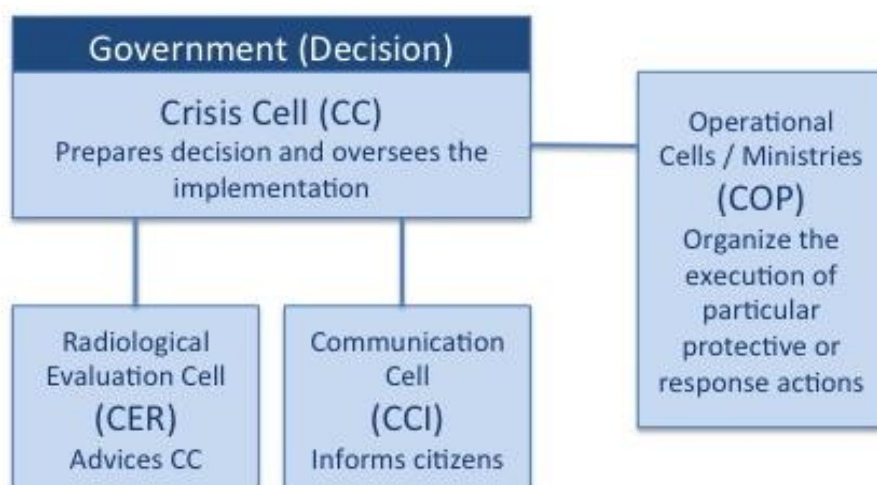 Government (Decision)
Crisis Cell (CC)
Prepares decision and oversees the
implementation
Operational
Cells / Ministries
(COP)
Organize the
execution of
particular
protective or
response actions
Radiological
Evaluation Cell
(CER)
Advices CC
Communication
Cell
(CCI)
Informs citizens